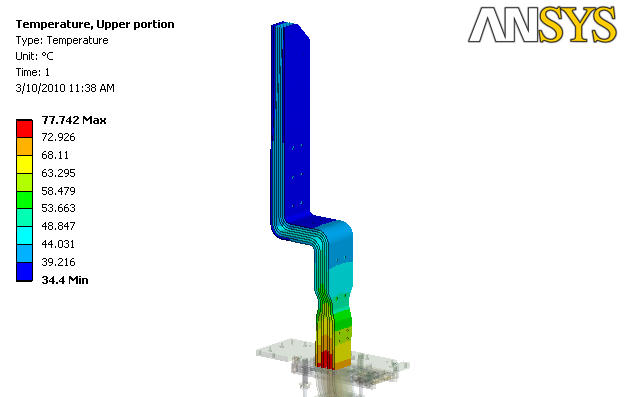 Temperature, Upper portion
Type: Temperature
Unit: °C
Time: 1
3/10/2010 11:38 AM
ANSYS
77.742 Max
72.926
68.11
63.295
58.479
53.663
48.847
44.031
39.216
34.4 Min